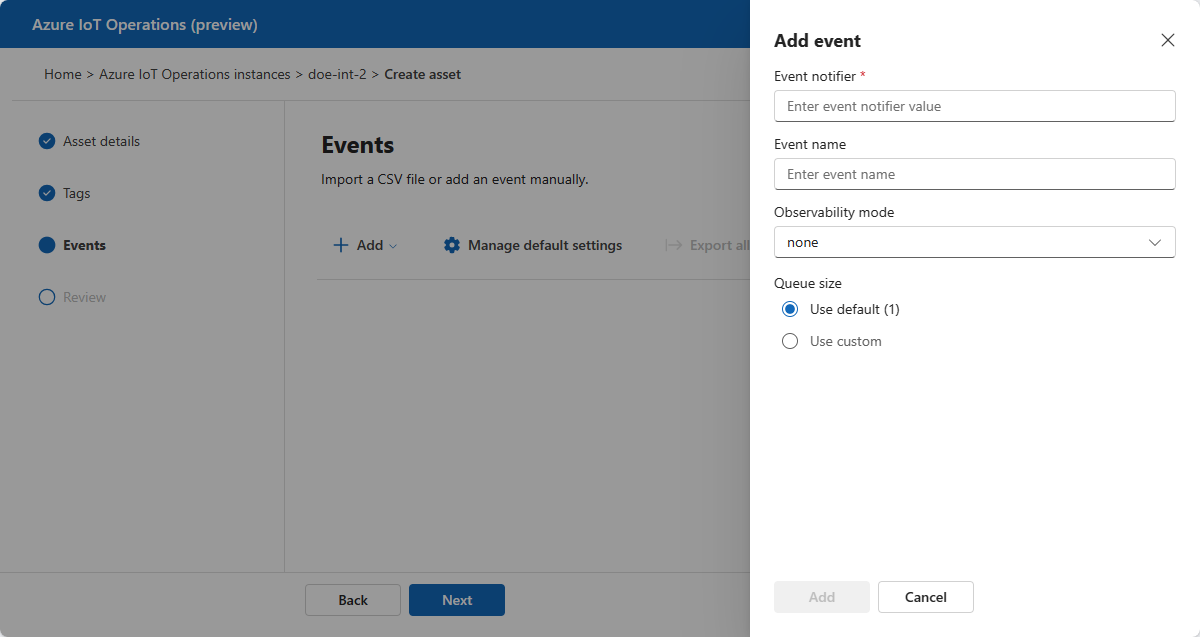 Azure IoT Operations (preview)
Home > Azure IoT Operations instances > doe-int-2 > Create asset
Asset details
Tags
Events
Review
Events
Import a CSV file or add an event manually.
Add
Manage default settings
Export all
Back
Next
Add event
Event notifier *
Enter event notifier value
Event name
Enter event name
Observability mode
none
Queue size
Use default (1)
Use custom
Add
Cancel